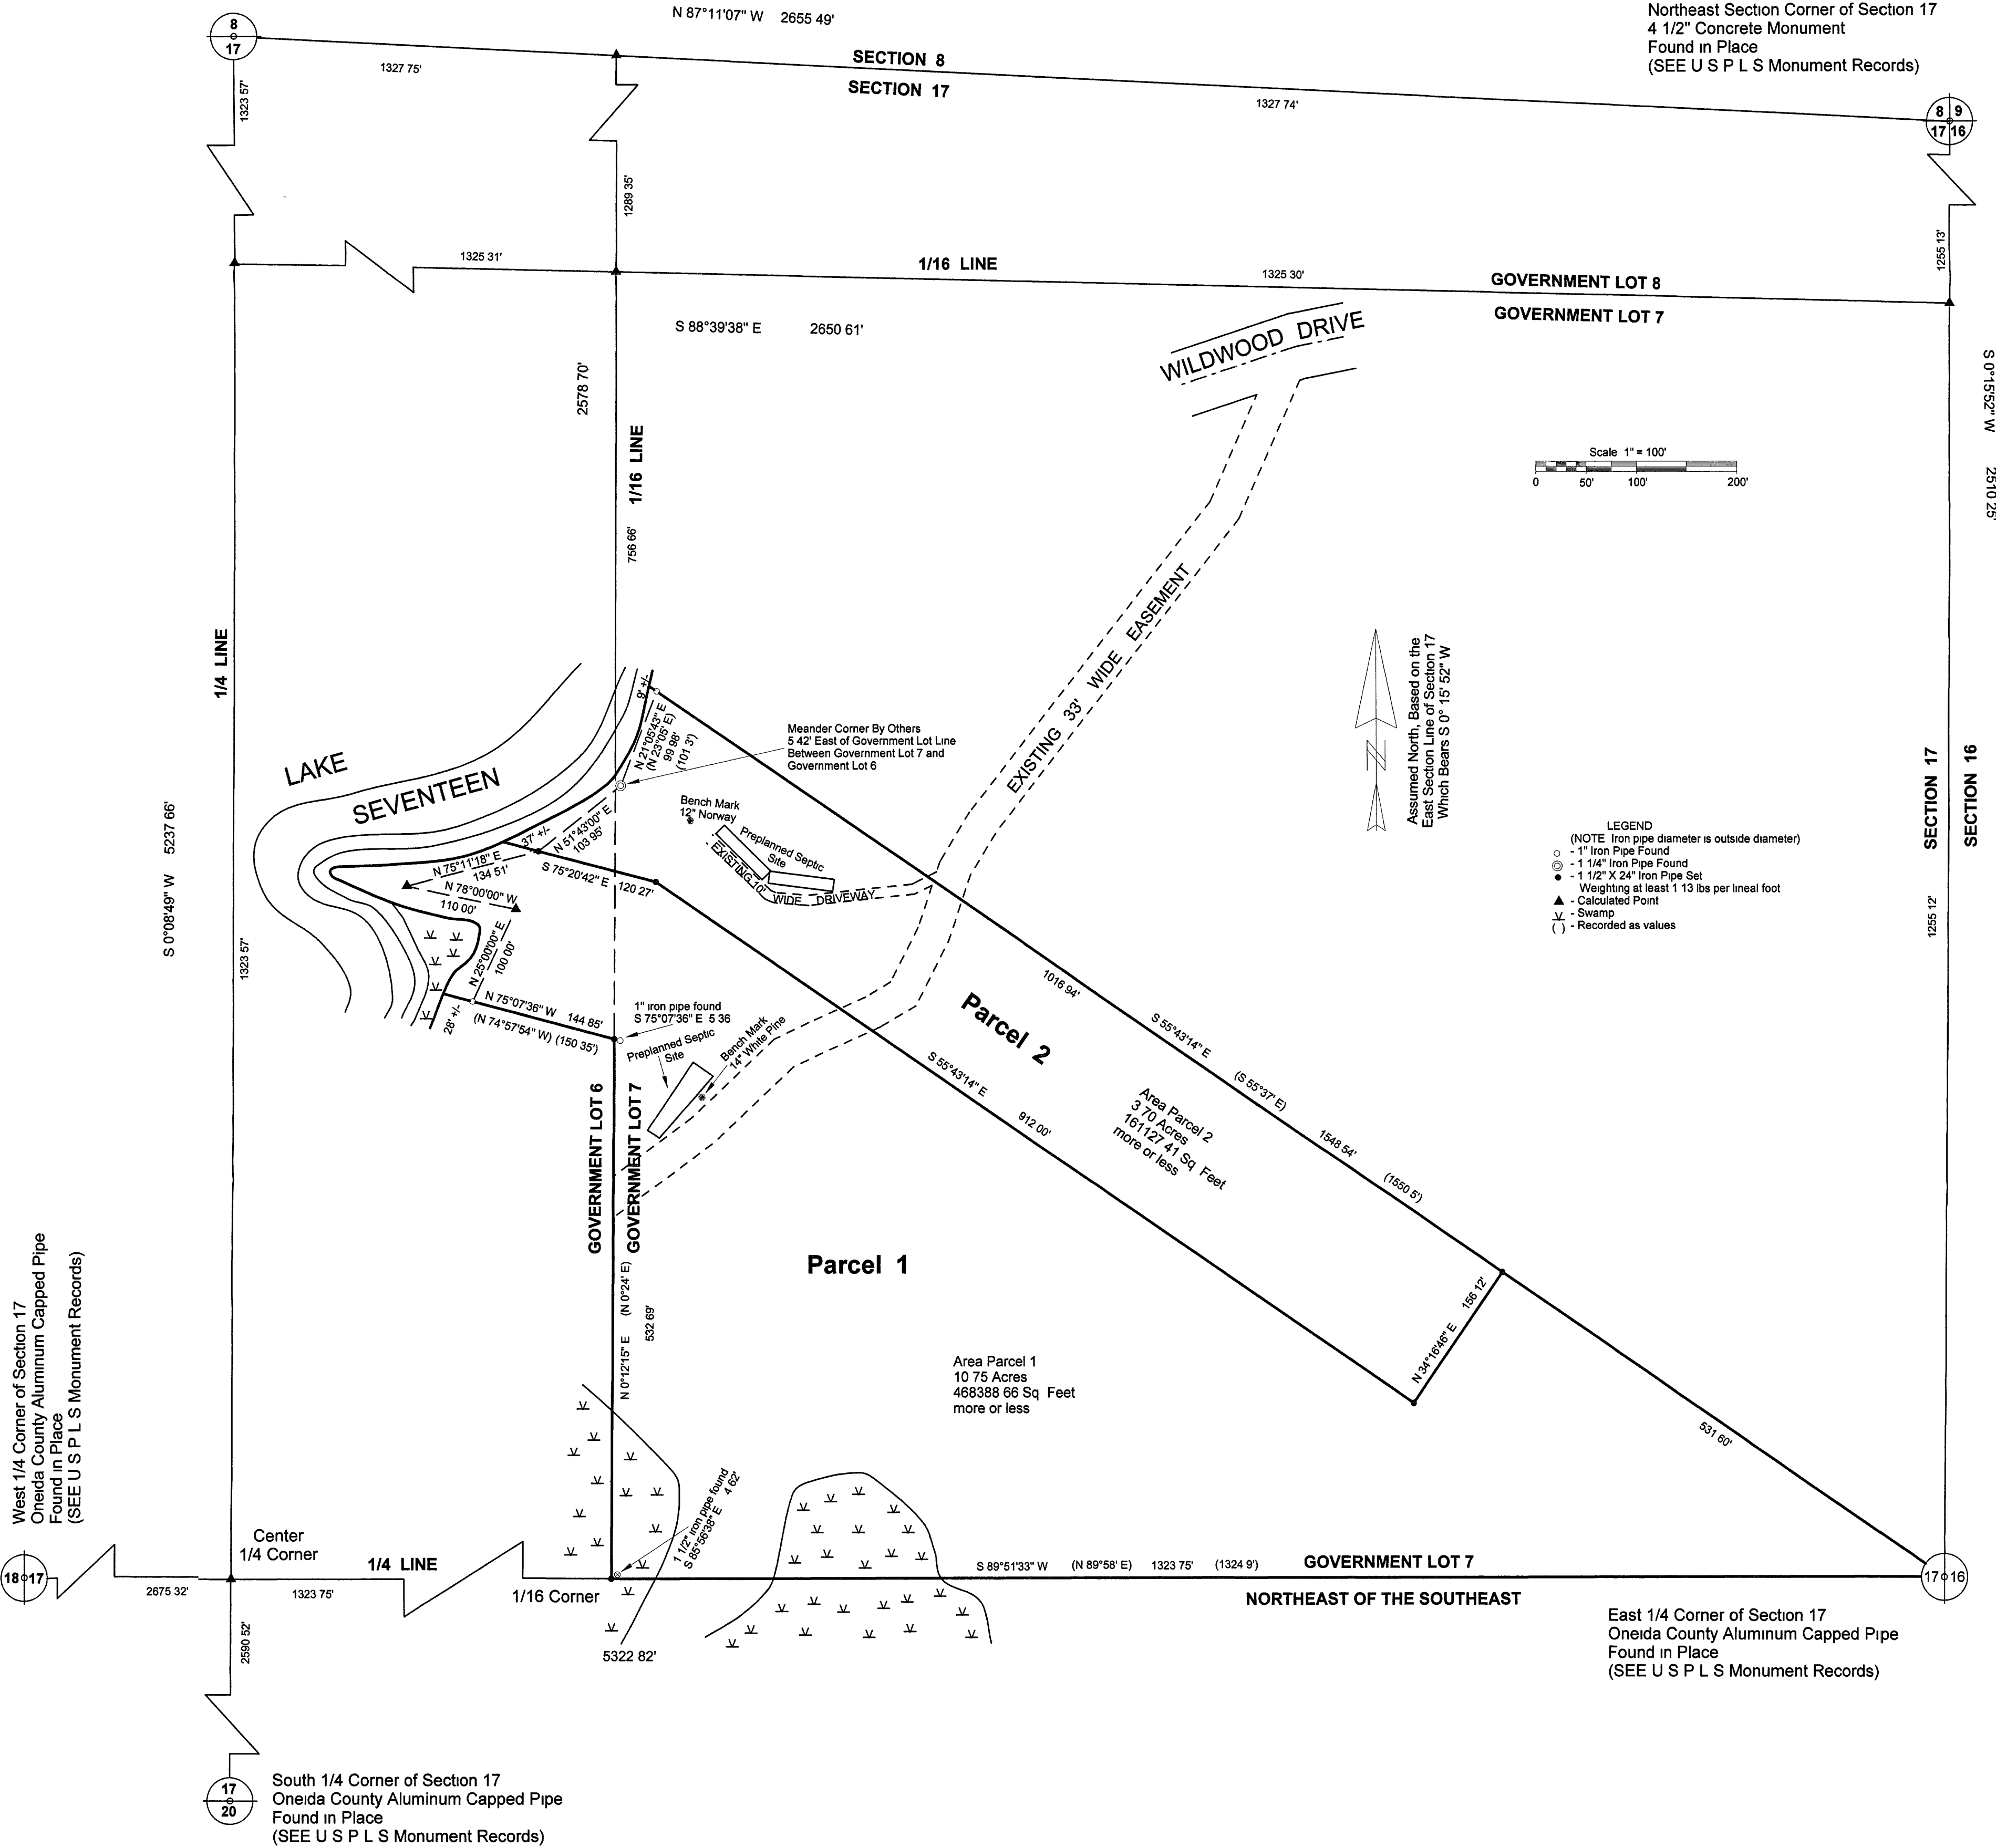 N 87°11'07" W 2655 49'
Northeast Section Corner of Section 17
4 1/2" Concrete Monument
Found in Place
(SEE U S P L S Monument Records)
8
17
1327 75'
SECTION 8
SECTION 17
1327 74'
8 9
17 16
1323 57'
1289 35'
1255 13'
1325 31'
1/16 LINE
1325 30'
GOVERNMENT LOT 8
GOVERNMENT LOT 7
S 88°39'38" E 2650 61'
WILDWOOD DRIVE
2578 70'
1/16 LINE
756 66'
S 0°15'52" W 2510 25'
Scale 1" = 100'
0 50' 100' 200'
1/4 LINE
EXISTING 33' WIDE EASEMENT
Assumed North, Based on the
East Section Line of Section 17
Which Bears S 0° 15' 52" W
N
9' +/-
N 21°05'43" E
(N 23°05' E)
99 98'
(101 3')
Meander Corner By Others
5 42' East of Government Lot Line
Between Government Lot 7 and
Government Lot 6
LAKE
SEVENTEEN
Bench Mark
12" Norway
Preplanned Septic
Site
EXISTING 10'
WIDE DRIVEWAY
37' +/-
N 51°43'00" E
103 95'
N 75°11'18" E
134 51'
S 75°20'42" E 120 27'
N 78°00'00" W
110 00'
N 25°00'00" E
100 00'
S 0°08'49" W 5237 66'
1323 57'
SECTION 17
SECTION 16
LEGEND
(NOTE Iron pipe diameter is outside diameter)
- 1" Iron Pipe Found
- 1 1/4" Iron Pipe Found
- 1 1/2" X 24" Iron Pipe Set
Weighting at least 1 13 lbs per lineal foot
- Calculated Point
- Swamp
( ) - Recorded as values
1255 12'
N 75°07'36" W 144 85'
(N 74°57'54" W) (150 35')
28' +/-
1" iron pipe found
S 75°07'36" E 5 36
Preplanned Septic
Site
Bench Mark
14" White Pine
1016 94'
Parcel 2
S 55°43'14" E
(S 55°37' E)
1548 54'
(1550 5')
S 55°43'14" E
912 00'
Area Parcel 2
3 70 Acres
161127 41 Sq Feet
more or less
GOVERNMENT LOT 6
GOVERNMENT LOT 7
Parcel 1
N 0°12'15" E (N 0°24' E)
532 69'
156 12'
N 34°16'46" E
Area Parcel 1
10 75 Acres
468388 66 Sq Feet
more or less
531 60'
West 1/4 Corner of Section 17
Oneida County Aluminum Capped Pipe
Found in Place
(SEE U S P L S Monument Records)
1 1/2" iron pipe found
S 85°56'38" E 4 62'
Center
1/4 Corner
1/4 LINE
18 17
2675 32'
1323 75'
1/16 Corner
S 89°51'33" W (N 89°58' E) 1323 75' (1324 9')
GOVERNMENT LOT 7
NORTHEAST OF THE SOUTHEAST
17 16
2590 52'
5322 82'
East 1/4 Corner of Section 17
Oneida County Aluminum Capped Pipe
Found in Place
(SEE U S P L S Monument Records)
17
20
South 1/4 Corner of Section 17
Oneida County Aluminum Capped Pipe
Found in Place
(SEE U S P L S Monument Records)